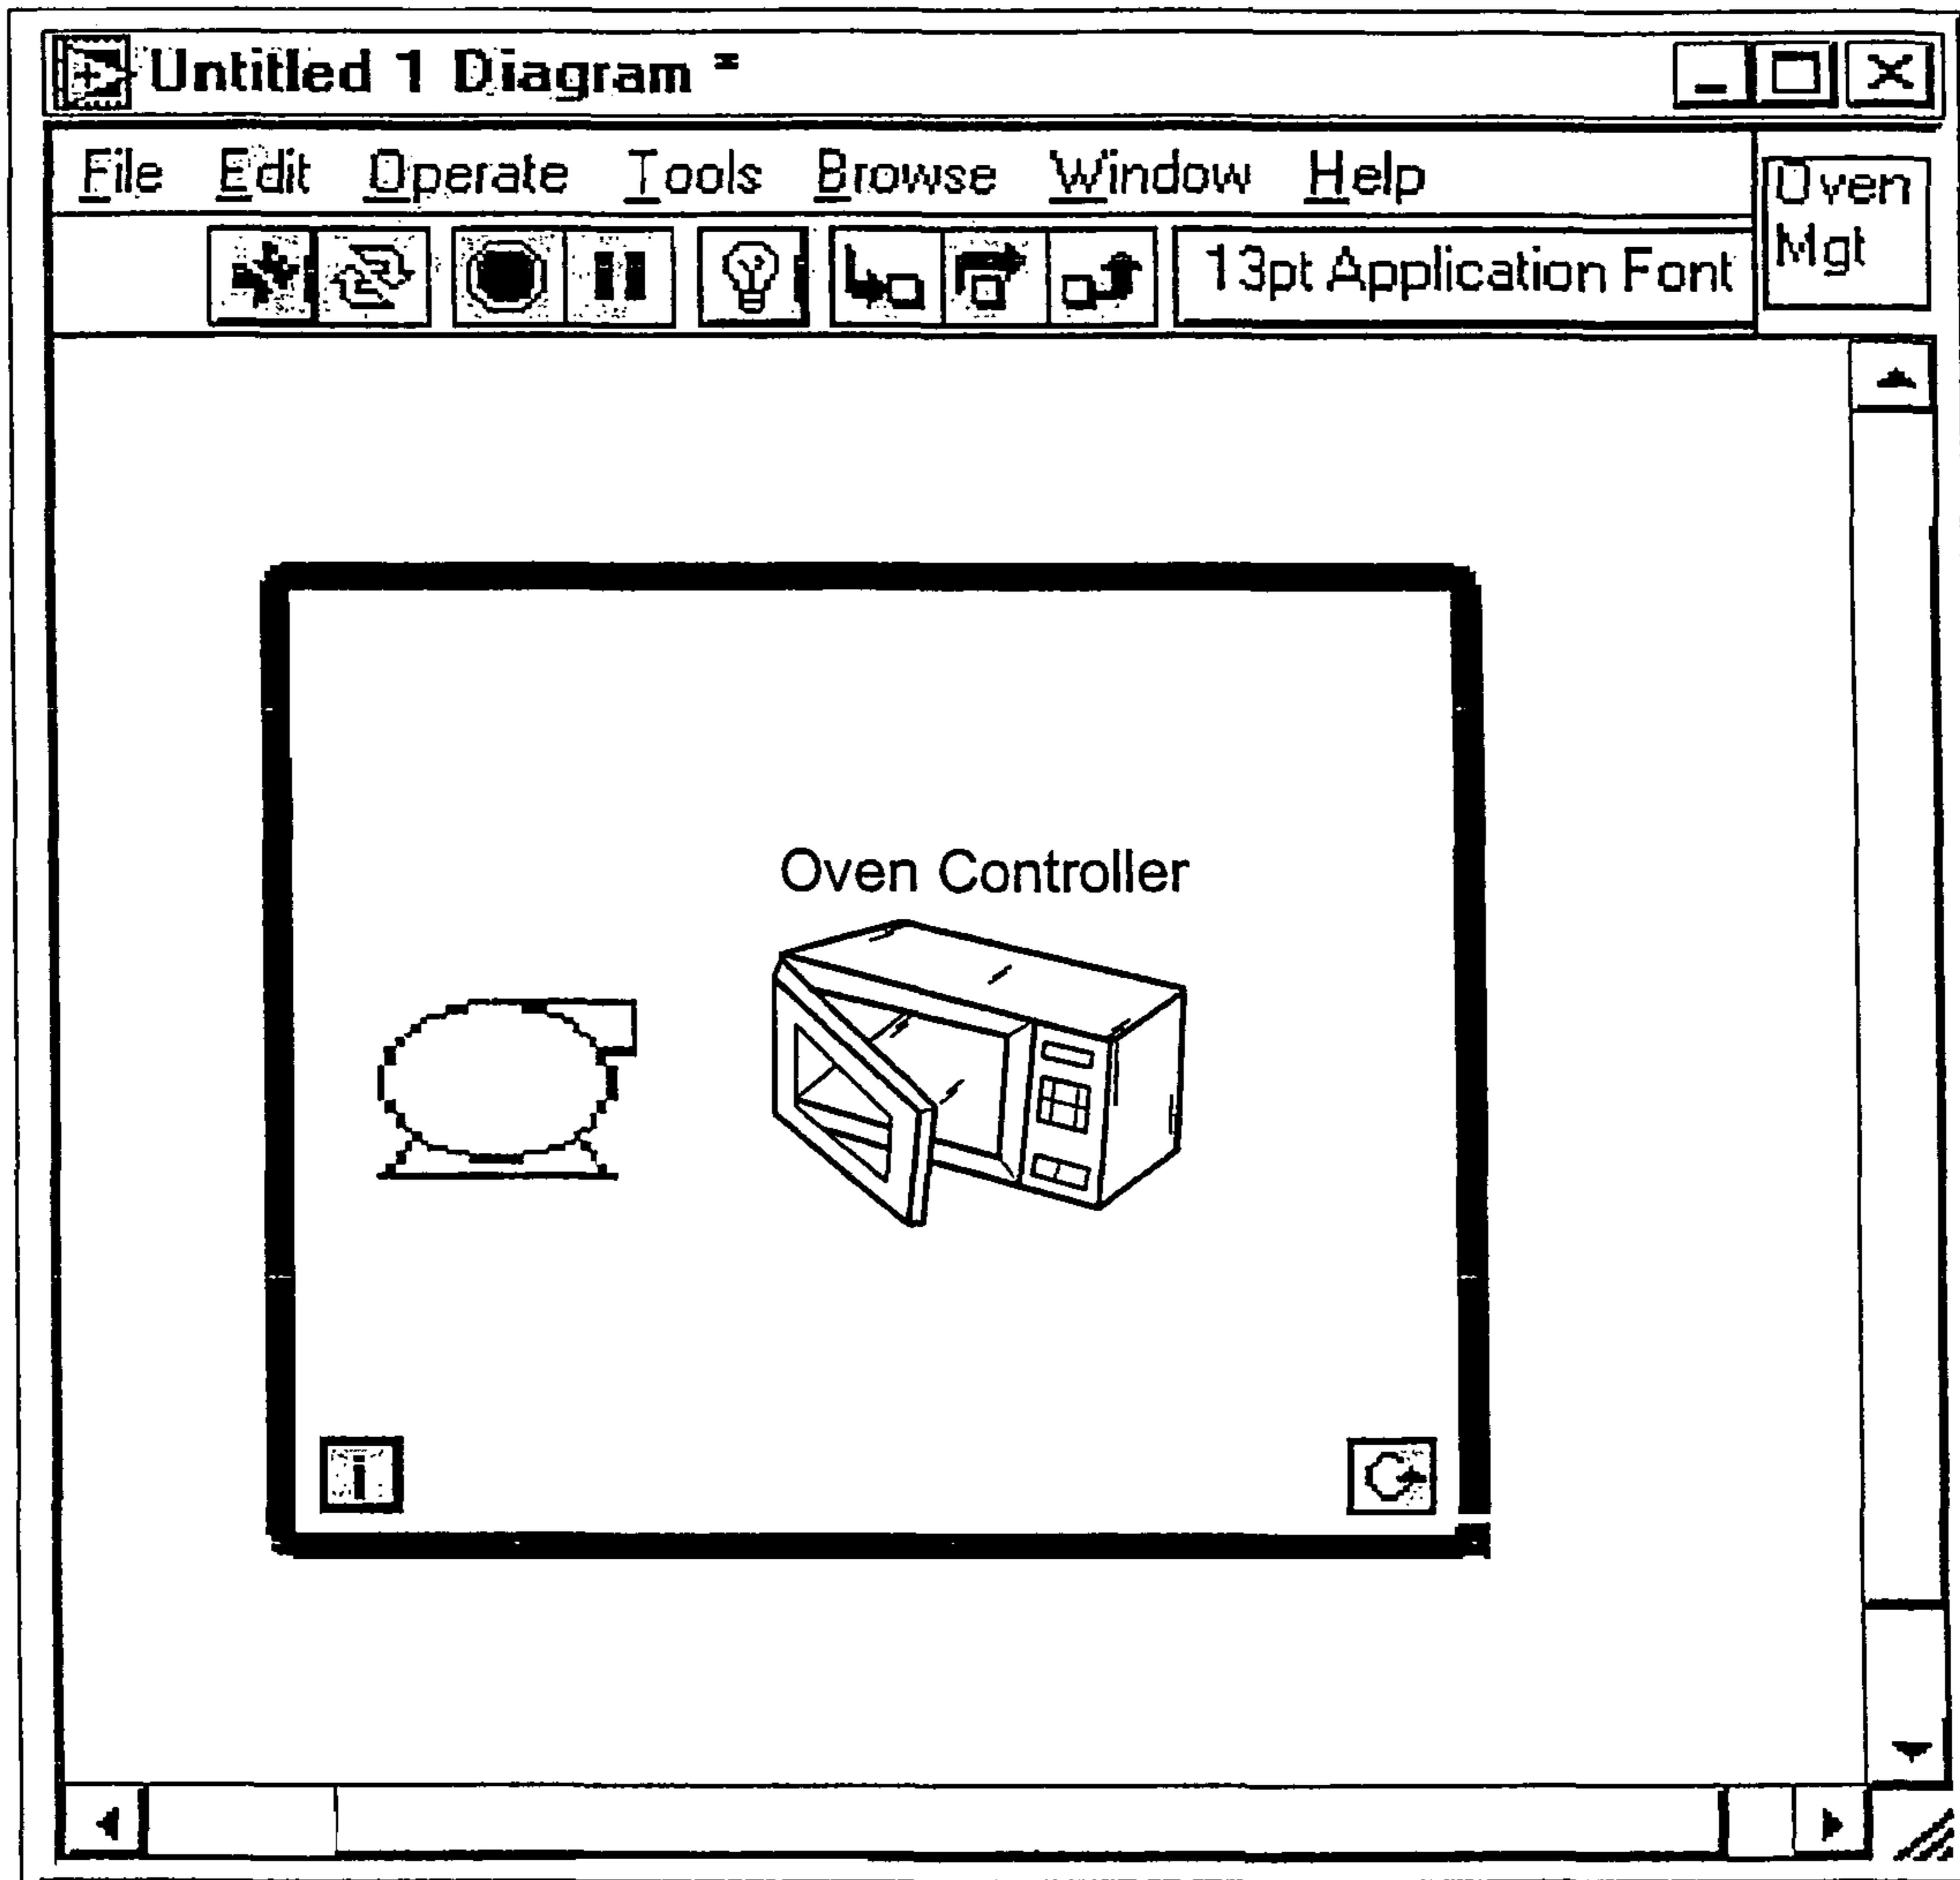 Untitled 1 Diagram *
File Edit Operate Tools Browse Window Help
Oven
Mgt
13pt Application Font
Oven Controller
i